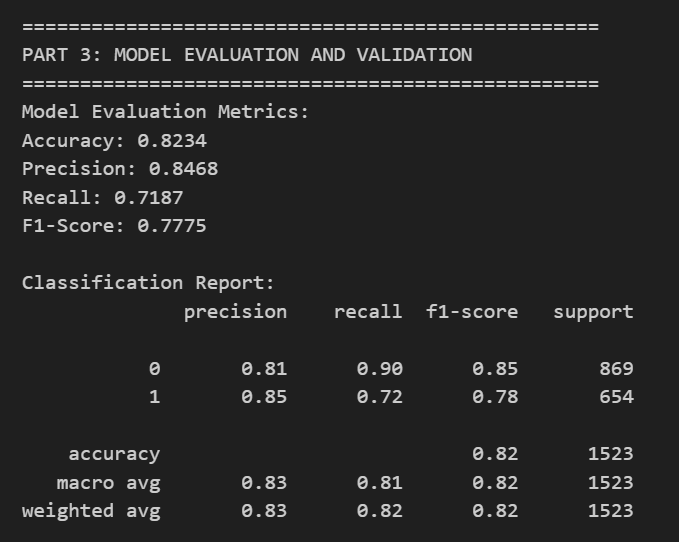 ==================================================
PART 3: MODEL EVALUATION AND VALIDATION
==================================================
Model Evaluation Metrics:
Accuracy: 0.8234
Precision: 0.8468
Recall: 0.7187
F1-Score: 0.7775

Classification Report:
              precision    recall  f1-score   support

           0       0.81      0.90      0.85       869
           1       0.85      0.72      0.78       654

    accuracy                           0.82      1523
   macro avg       0.83      0.81      0.82      1523
weighted avg       0.83      0.82      0.82      1523